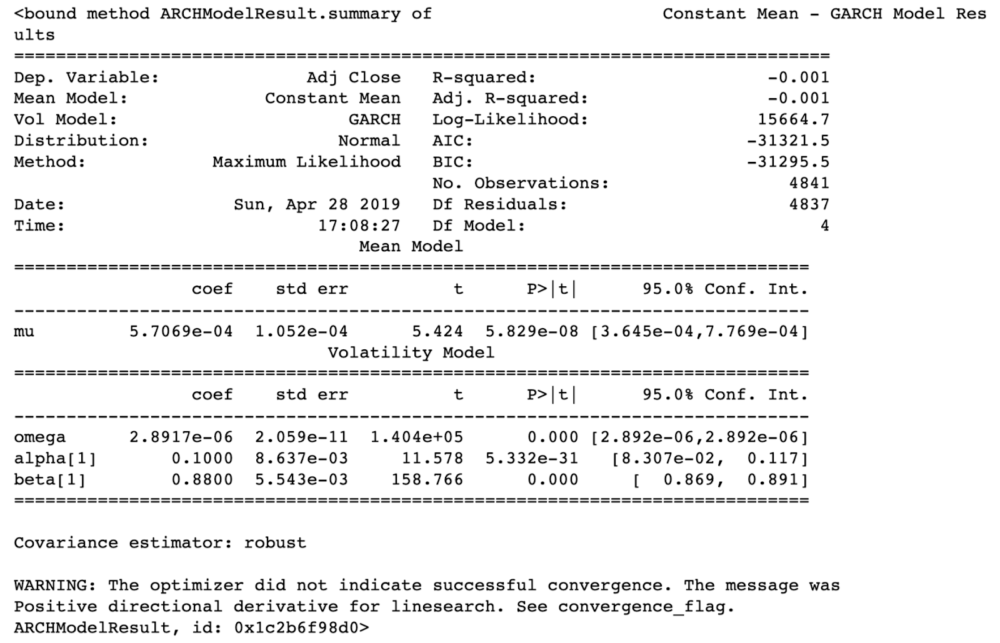 <bound method ARCHModelResult.summary of                      Constant Mean - GARCH Model Res
ults
==============================================================================
Dep. Variable:              Adj Close   R-squared:                      -0.001
Mean Model:             Constant Mean   Adj. R-squared:                 -0.001
Vol Model:                      GARCH   Log-Likelihood:                15664.7
Distribution:                  Normal   AIC:                          -31321.5
Method:            Maximum Likelihood   BIC:                          -31295.5
                                        No. Observations:                 4841
Date:                Sun, Apr 28 2019   Df Residuals:                     4837
Time:                        17:08:27   Df Model:                            4
                                 Mean Model
============================================================================
                 coef    std err          t      P>|t|      95.0% Conf. Int.
----------------------------------------------------------------------------
mu         5.7069e-04  1.052e-04      5.424  5.829e-08 [3.645e-04,7.769e-04]
                              Volatility Model
============================================================================
                 coef    std err          t      P>|t|      95.0% Conf. Int.
----------------------------------------------------------------------------
omega      2.8917e-06  2.059e-11  1.404e+05      0.000 [2.892e-06,2.892e-06]
alpha[1]       0.1000  8.637e-03     11.578  5.332e-31   [8.307e-02,  0.117]
beta[1]        0.8800  5.543e-03    158.766      0.000     [  0.869,  0.891]
============================================================================
Covariance estimator: robust
WARNING: The optimizer did not indicate successful convergence. The message was
Positive directional derivative for linesearch. See convergence_flag.
ARCHModelResult, id: 0x1c2b6f98d0>